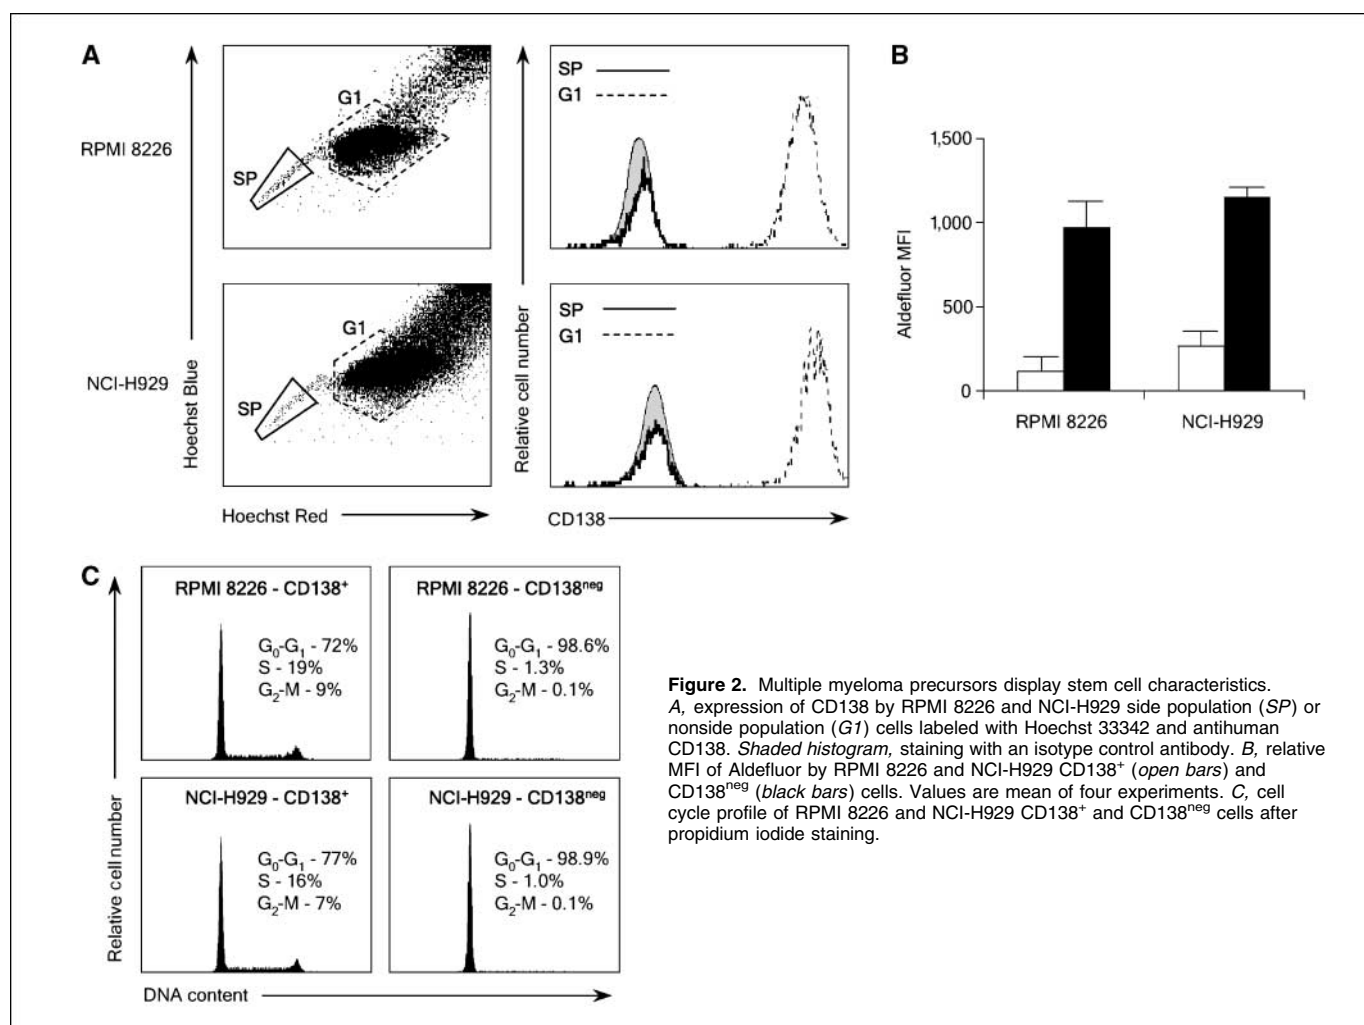 A
RPMI 8226
G1
SP
SP
G1
Hoechst Blue
Relative cell number
NCI-H929
G1
SP
SP
G1
Hoechst Red
CD138
B
Aldefluor MFI
1,500
1,000
500
0
RPMI 8226
NCI-H929
C
Relative cell number
RPMI 8226 - CD138⁺
G₀-G₁ - 72%
S - 19%
G₂-M - 9%
RPMI 8226 - CD138ⁿᵉᵍ
G₀-G₁ - 98.6%
S - 1.3%
G₂-M - 0.1%
NCI-H929 - CD138⁺
G₀-G₁ - 77%
S - 16%
G₂-M - 7%
NCI-H929 - CD138ⁿᵉᵍ
G₀-G₁ - 98.9%
S - 1.0%
G₂-M - 0.1%
DNA content
Figure 2. Multiple myeloma precursors display stem cell characteristics.
A, expression of CD138 by RPMI 8226 and NCI-H929 side population (SP) or
nonside population (G1) cells labeled with Hoechst 33342 and antihuman
CD138. Shaded histogram, staining with an isotype control antibody. B, relative
MFI of Aldefluor by RPMI 8226 and NCI-H929 CD138⁺ (open bars) and
CD138ⁿᵉᵍ (black bars) cells. Values are mean of four experiments. C, cell
cycle profile of RPMI 8226 and NCI-H929 CD138⁺ and CD138ⁿᵉᵍ cells after
propidium iodide staining.